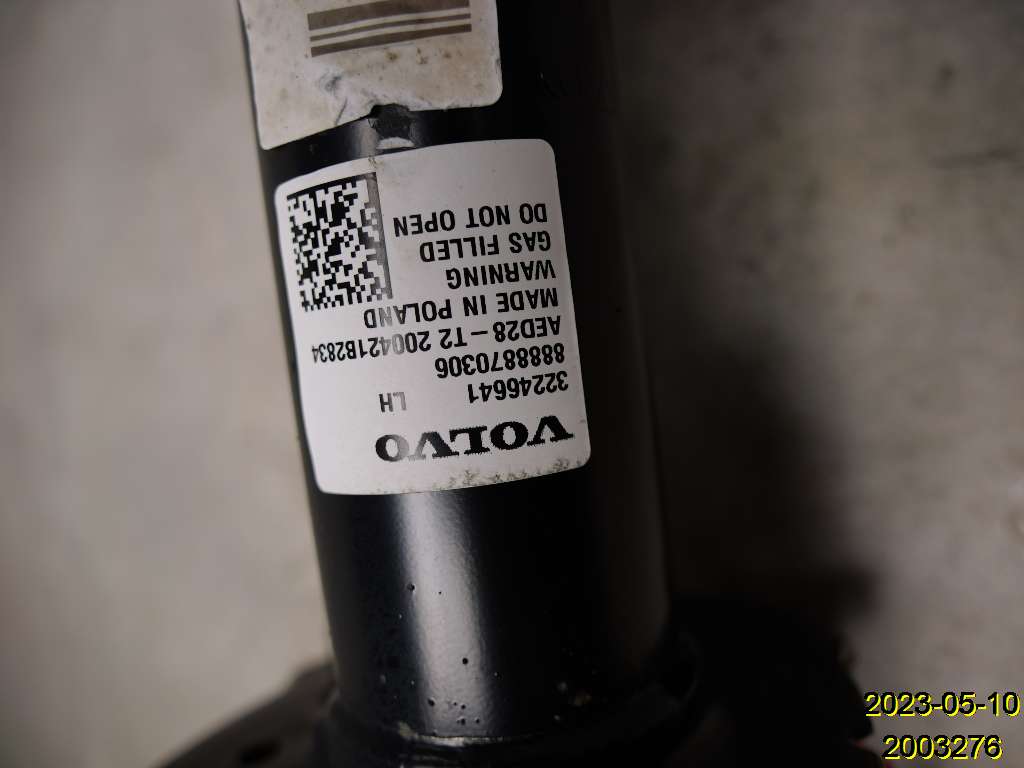 VOLVO
32246641 LH
8888870306
AED28-T2 200421B2834
MADE IN POLAND
WARNING
GAS FILLED
DO NOT OPEN
2023-05-10
2003276